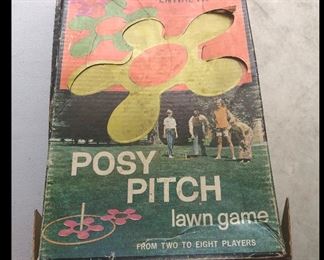 POSY
PITCH
lawn game
FROM TWO TO EIGHT PLAYERS